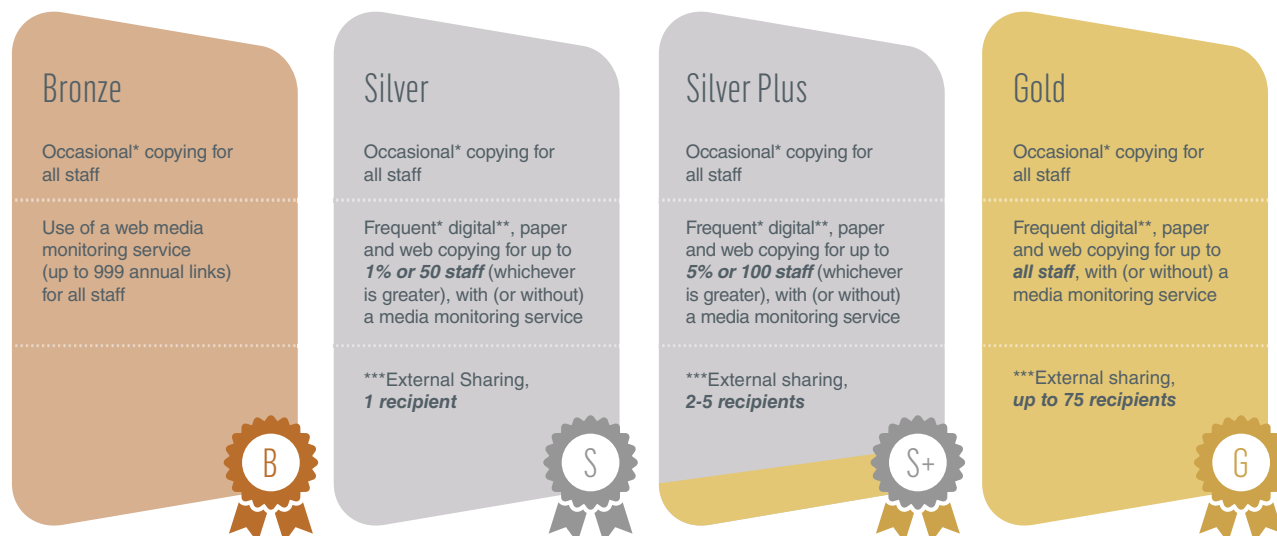 Bronze
Occasional* copying for
all staff
Use of a web media
monitoring service
(up to 999 annual links)
for all staff
B
Silver
Occasional* copying for
all staff
Frequent* digital**, paper
and web copying for up to
1% or 50 staff (whichever
is greater), with (or without)
a media monitoring service
***External Sharing,
1 recipient
S
Silver Plus
Occasional* copying for
all staff
Frequent* digital**, paper
and web copying for up to
5% or 100 staff (whichever
is greater), with (or without)
a media monitoring service
***External sharing,
2-5 recipients
S+
Gold
Occasional* copying for
all staff
Frequent digital**, paper
and web copying for up to
all staff, with (or without) a
media monitoring service
***External sharing,
up to 75 recipients
G